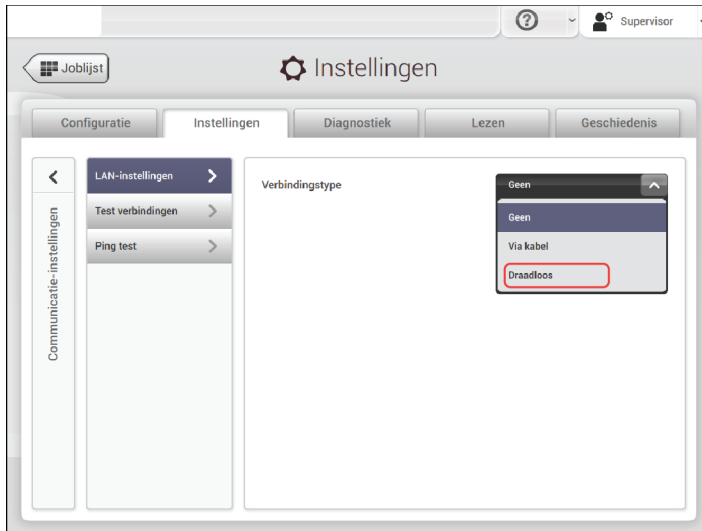 Supervisor
Joblijst
Instellingen
Configuratie
Instellingen
Diagnostiek
Lezen
Geschiedenis
Communicatie-instellingen
LAN-instellingen
Test verbindingen
Ping test
Verbindingstype
Geen
Geen
Via kabel
Draadloos